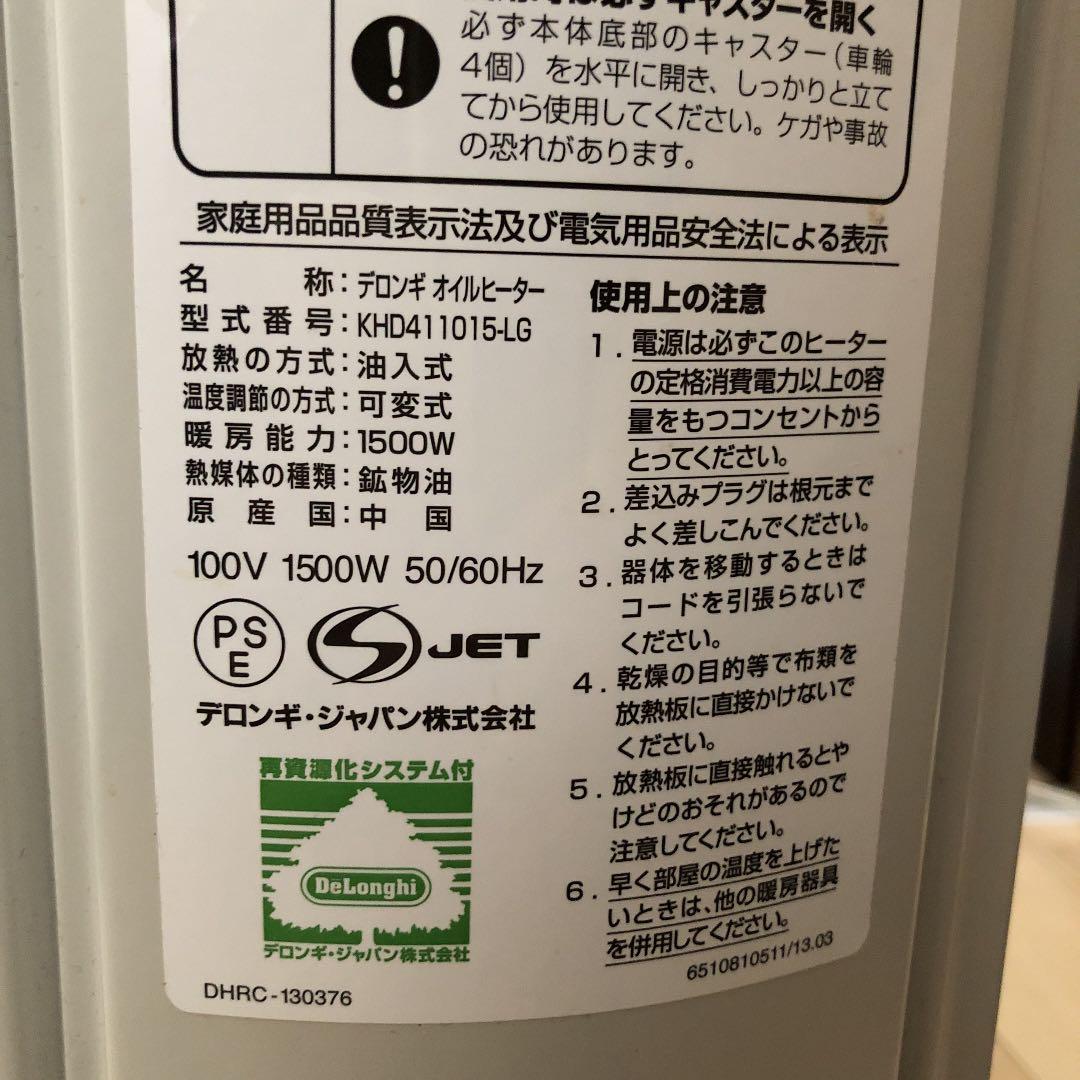 ずキャスターを開く
必ず本体底部のキャスター(車輪
4個)を水平に開き、しっかりと立て
てから使用してください。ケガや事故
の恐れがあります。
家庭用品品質表示法及び電気用品安全法による表示
名 称:デロンギ オイルヒーター
型式番号:KHD411015-LG
放熱の方式:油入式
温度調節の方式:可変式
暖房能力:1500W
熱媒体の種類:鉱物油
原産国:中国
100V 1500W 50/60Hz
PSE
JET
デロンギ・ジャパン株式会社
再資源化システム付
DeLonghi
デロンギ・ジャパン株式会社
DHRC-130376
使用上の注意
1.電源は必ずこのヒーター
の定格消費電力以上の容
量をもつコンセントから
とってください。
2.差込みプラグは根元まで
よく差しこんでください。
3.器体を移動するときは
コードを引張らないで
ください。
4.乾燥の目的等で布類を
放熱板に直接かけないで
ください。
5.放熱板に直接触れるとや
けどのおそれがあるので
注意してください。
6.早く部屋の温度を上げた
いときは、他の暖房器具
を併用してください。
6510810511/13.03